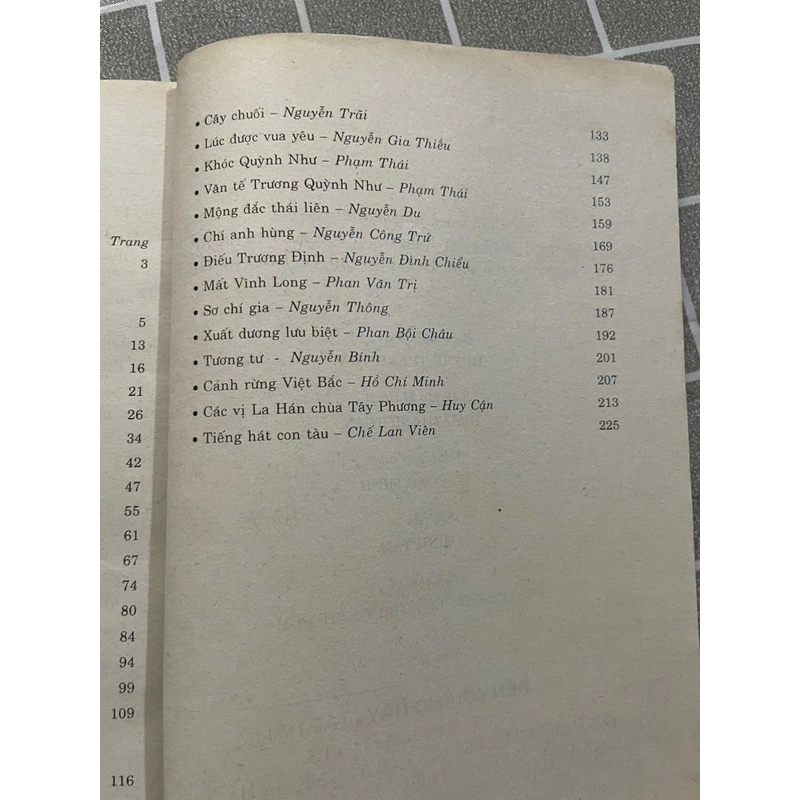 Trang
3
5
13
16
21
26
34
42
47
55
61
67
74
80
84
94
99
109
116
• Cây chuối – Nguyễn Trãi 133
• Lúc được vua yêu – Nguyễn Gia Thiều 138
• Khóc Quỳnh Như – Phạm Thái 147
• Văn tế Trương Quỳnh Như – Phạm Thái 153
• Mộng đắc thái liên – Nguyễn Du 159
• Chí anh hùng – Nguyễn Công Trứ 169
• Điếu Trương Định – Nguyễn Đình Chiểu 176
• Mất Vĩnh Long – Phan Văn Trị 181
• Sơ chí gia – Nguyễn Thông 187
• Xuất dương lưu biệt – Phan Bội Châu 192
• Tương tư - Nguyễn Bính 201
• Cảnh rừng Việt Bắc – Hồ Chí Minh 207
• Các vị La Hán chùa Tây Phương – Huy Cận 213
• Tiếng hát con tàu – Chế Lan Viên 225